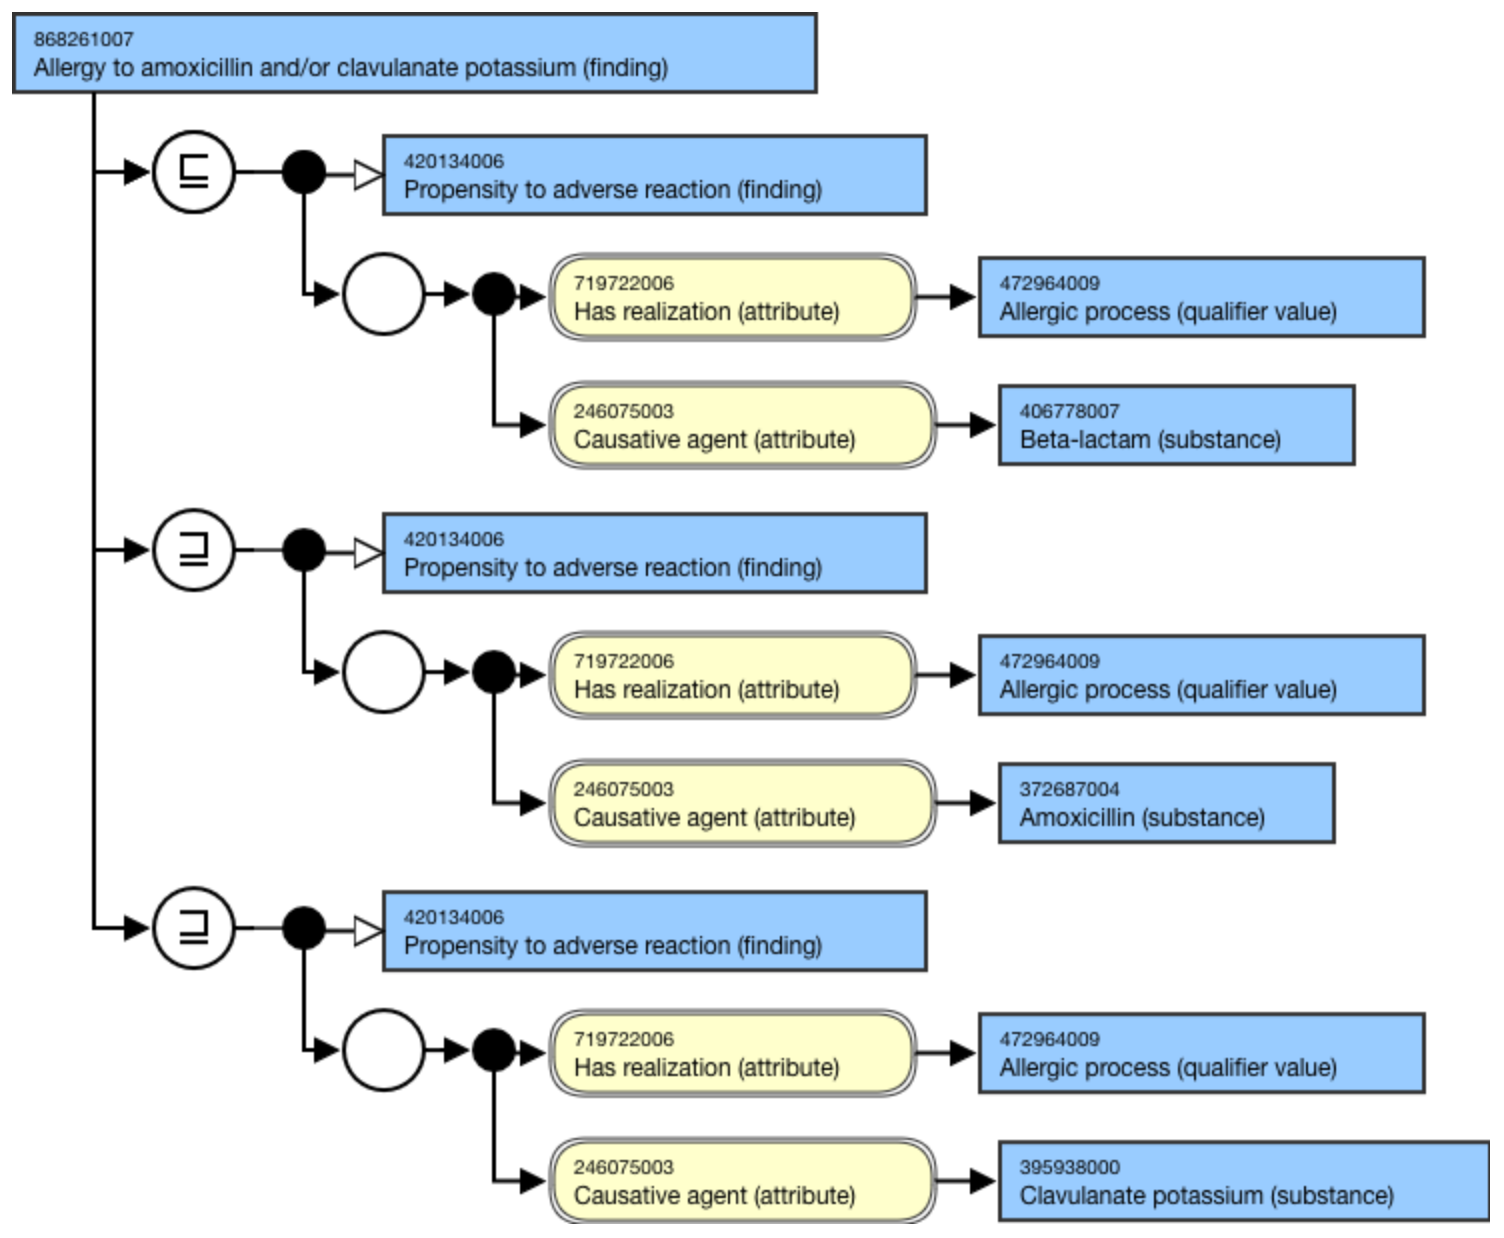 868261007
Allergy to amoxicillin and/or clavulanate potassium (finding)
⊑
420134006
Propensity to adverse reaction (finding)
719722006
Has realization (attribute)
472964009
Allergic process (qualifier value)
246075003
Causative agent (attribute)
406778007
Beta-lactam (substance)
⊒
420134006
Propensity to adverse reaction (finding)
719722006
Has realization (attribute)
472964009
Allergic process (qualifier value)
246075003
Causative agent (attribute)
372687004
Amoxicillin (substance)
⊒
420134006
Propensity to adverse reaction (finding)
719722006
Has realization (attribute)
472964009
Allergic process (qualifier value)
246075003
Causative agent (attribute)
395938000
Clavulanate potassium (substance)